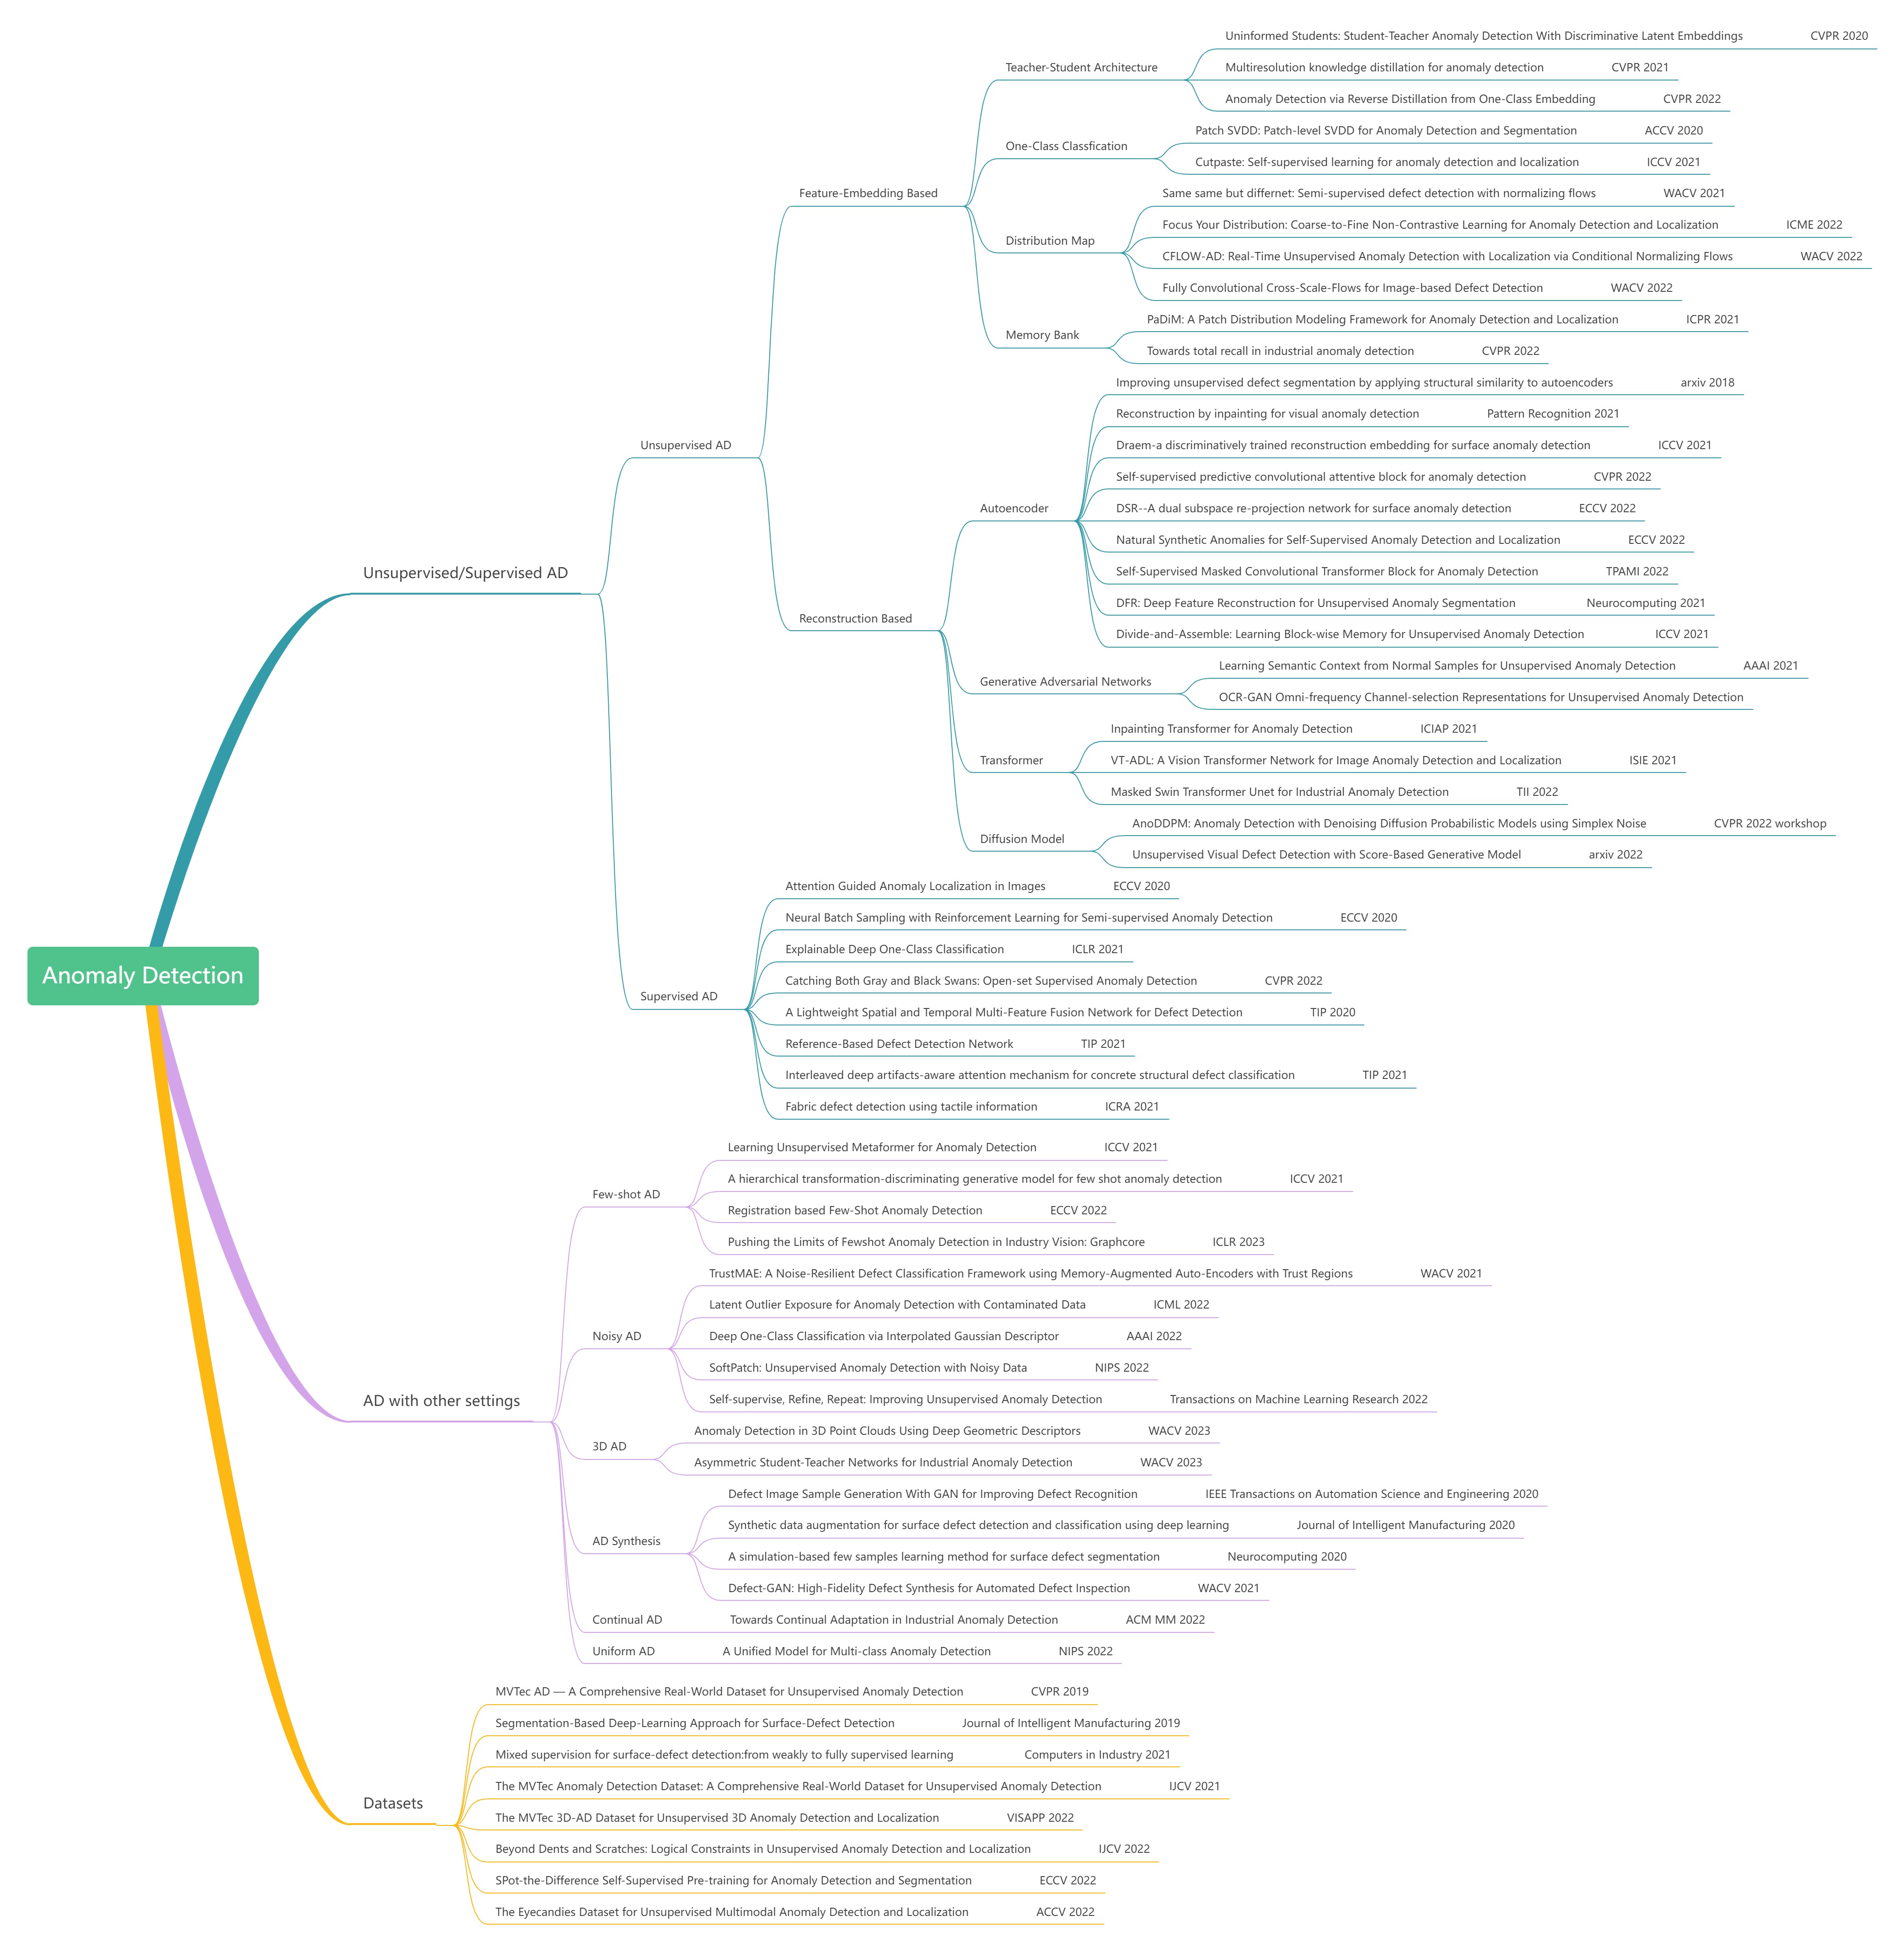 Uninformed Students: Student-Teacher Anomaly Detection With Discriminative Latent Embeddings CVPR 2020
Teacher-Student Architecture
Multiresolution knowledge distillation for anomaly detection CVPR 2021
Anomaly Detection via Reverse Distillation from One-Class Embedding CVPR 2022
Patch SVDD: Patch-level SVDD for Anomaly Detection and Segmentation ACCV 2020
One-Class Classfication
Cutpaste: Self-supervised learning for anomaly detection and localization ICCV 2021
Feature-Embedding Based
Same same but differnet: Semi-supervised defect detection with normalizing flows WACV 2021
Focus Your Distribution: Coarse-to-Fine Non-Contrastive Learning for Anomaly Detection and Localization ICME 2022
Distribution Map
CFLOW-AD: Real-Time Unsupervised Anomaly Detection with Localization via Conditional Normalizing Flows WACV 2022
Fully Convolutional Cross-Scale-Flows for Image-based Defect Detection WACV 2022
PaDiM: A Patch Distribution Modeling Framework for Anomaly Detection and Localization ICPR 2021
Memory Bank
Towards total recall in industrial anomaly detection CVPR 2022
Improving unsupervised defect segmentation by applying structural similarity to autoencoders arxiv 2018
Reconstruction by inpainting for visual anomaly detection Pattern Recognition 2021
Unsupervised AD
Draem-a discriminatively trained reconstruction embedding for surface anomaly detection ICCV 2021
Self-supervised predictive convolutional attentive block for anomaly detection CVPR 2022
Autoencoder
DSR--A dual subspace re-projection network for surface anomaly detection ECCV 2022
Natural Synthetic Anomalies for Self-Supervised Anomaly Detection and Localization ECCV 2022
Unsupervised/Supervised AD
Self-Supervised Masked Convolutional Transformer Block for Anomaly Detection TPAMI 2022
DFR: Deep Feature Reconstruction for Unsupervised Anomaly Segmentation Neurocomputing 2021
Reconstruction Based
Divide-and-Assemble: Learning Block-wise Memory for Unsupervised Anomaly Detection ICCV 2021
Learning Semantic Context from Normal Samples for Unsupervised Anomaly Detection AAAI 2021
Generative Adversarial Networks
OCR-GAN Omni-frequency Channel-selection Representations for Unsupervised Anomaly Detection
Inpainting Transformer for Anomaly Detection ICIAP 2021
Transformer
VT-ADL: A Vision Transformer Network for Image Anomaly Detection and Localization ISIE 2021
Masked Swin Transformer Unet for Industrial Anomaly Detection TII 2022
AnoDDPM: Anomaly Detection with Denoising Diffusion Probabilistic Models using Simplex Noise CVPR 2022 workshop
Diffusion Model
Unsupervised Visual Defect Detection with Score-Based Generative Model arxiv 2022
Attention Guided Anomaly Localization in Images ECCV 2020
Neural Batch Sampling with Reinforcement Learning for Semi-supervised Anomaly Detection ECCV 2020
Explainable Deep One-Class Classification ICLR 2021
Anomaly Detection
Catching Both Gray and Black Swans: Open-set Supervised Anomaly Detection CVPR 2022
Supervised AD
A Lightweight Spatial and Temporal Multi-Feature Fusion Network for Defect Detection TIP 2020
Reference-Based Defect Detection Network TIP 2021
Interleaved deep artifacts-aware attention mechanism for concrete structural defect classification TIP 2021
Fabric defect detection using tactile information ICRA 2021
Learning Unsupervised Metaformer for Anomaly Detection ICCV 2021
A hierarchical transformation-discriminating generative model for few shot anomaly detection ICCV 2021
Few-shot AD
Registration based Few-Shot Anomaly Detection ECCV 2022
Pushing the Limits of Fewshot Anomaly Detection in Industry Vision: Graphcore ICLR 2023
TrustMAE: A Noise-Resilient Defect Classification Framework using Memory-Augmented Auto-Encoders with Trust Regions WACV 2021
Latent Outlier Exposure for Anomaly Detection with Contaminated Data ICML 2022
Noisy AD
Deep One-Class Classification via Interpolated Gaussian Descriptor AAAI 2022
SoftPatch: Unsupervised Anomaly Detection with Noisy Data NIPS 2022
Self-supervise, Refine, Repeat: Improving Unsupervised Anomaly Detection Transactions on Machine Learning Research 2022
AD with other settings
Anomaly Detection in 3D Point Clouds Using Deep Geometric Descriptors WACV 2023
3D AD
Asymmetric Student-Teacher Networks for Industrial Anomaly Detection WACV 2023
Defect Image Sample Generation With GAN for Improving Defect Recognition IEEE Transactions on Automation Science and Engineering 2020
Synthetic data augmentation for surface defect detection and classification using deep learning Journal of Intelligent Manufacturing 2020
AD Synthesis
A simulation-based few samples learning method for surface defect segmentation Neurocomputing 2020
Defect-GAN: High-Fidelity Defect Synthesis for Automated Defect Inspection WACV 2021
Continual AD Towards Continual Adaptation in Industrial Anomaly Detection ACM MM 2022
Uniform AD A Unified Model for Multi-class Anomaly Detection NIPS 2022
MVTec AD — A Comprehensive Real-World Dataset for Unsupervised Anomaly Detection CVPR 2019
Segmentation-Based Deep-Learning Approach for Surface-Defect Detection Journal of Intelligent Manufacturing 2019
Mixed supervision for surface-defect detection:from weakly to fully supervised learning Computers in Industry 2021
The MVTec Anomaly Detection Dataset: A Comprehensive Real-World Dataset for Unsupervised Anomaly Detection IJCV 2021
Datasets
The MVTec 3D-AD Dataset for Unsupervised 3D Anomaly Detection and Localization VISAPP 2022
Beyond Dents and Scratches: Logical Constraints in Unsupervised Anomaly Detection and Localization IJCV 2022
SPot-the-Difference Self-Supervised Pre-training for Anomaly Detection and Segmentation ECCV 2022
The Eyecandies Dataset for Unsupervised Multimodal Anomaly Detection and Localization ACCV 2022